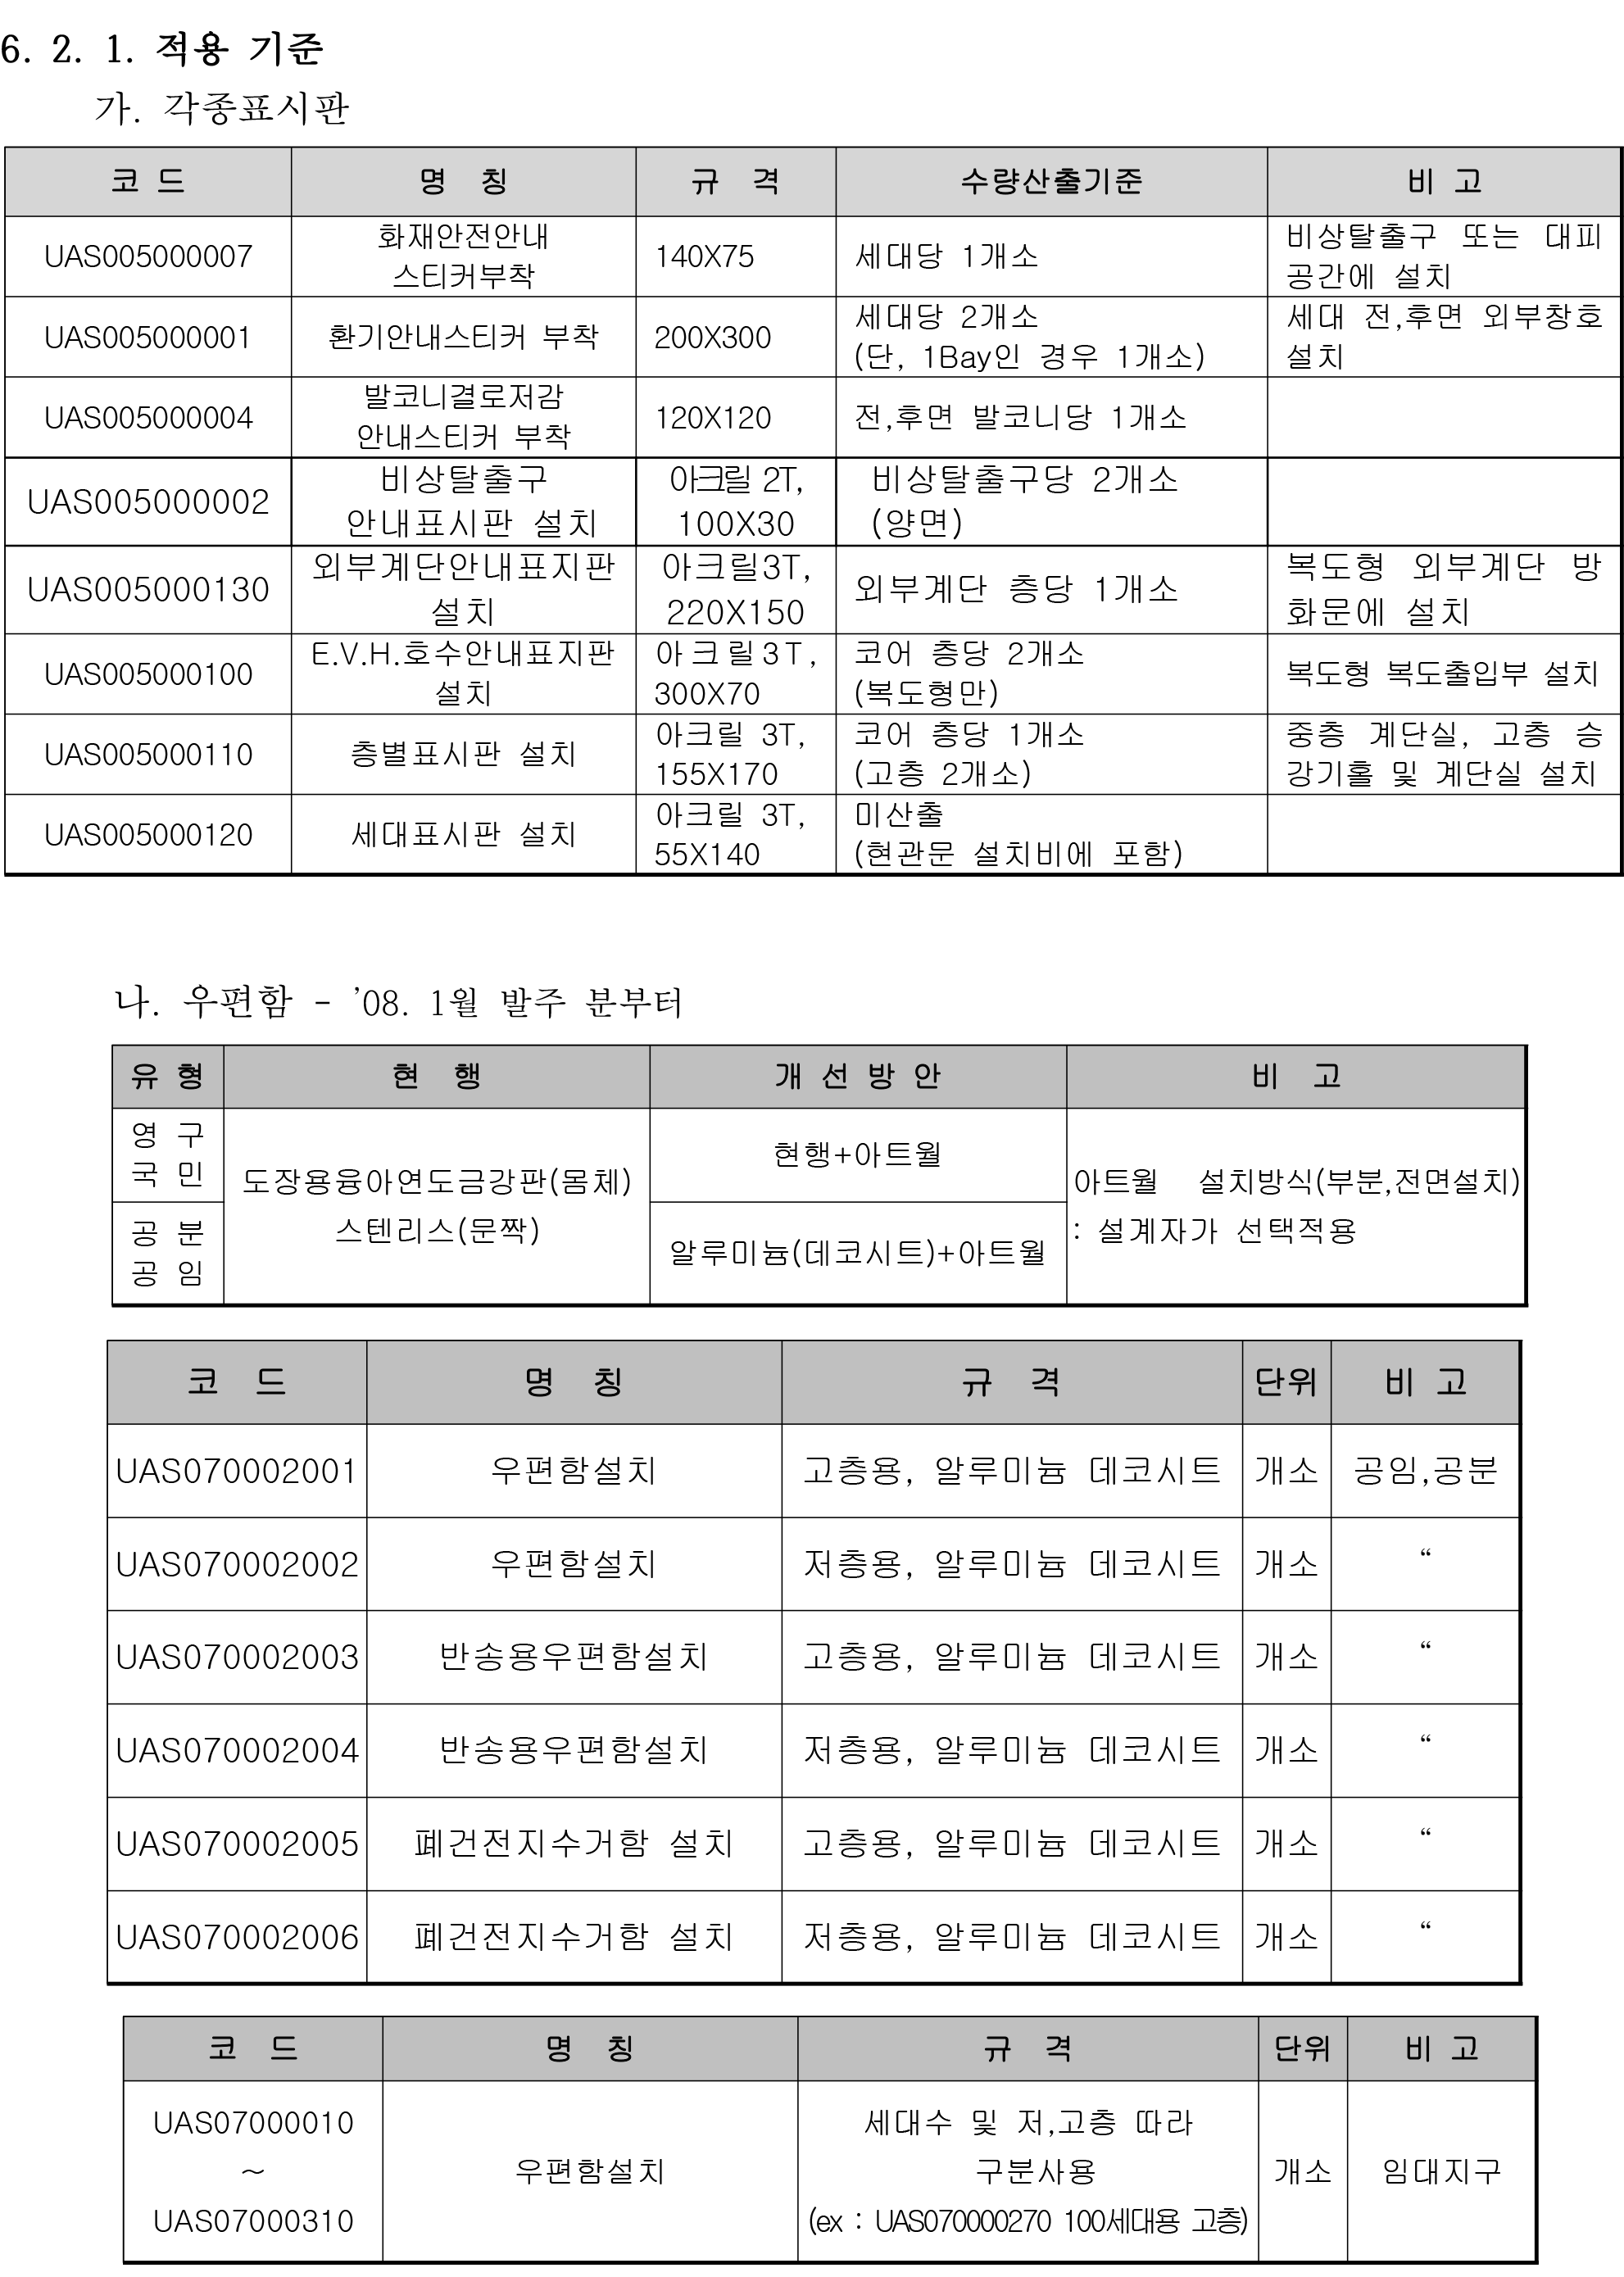 6. 2. 1. 적용 기준
가. 각종표시판
코 드 명 칭 규 격 수량산출기준 비 고
UAS005000007 화재안전안내 스티커부착 140X75 세대당 1개소 비상탈출구 또는 대피공간에 설치
UAS005000001 환기안내스티커 부착 200X300 세대당 2개소 (단, 1Bay인 경우 1개소) 세대 전,후면 외부창호 설치
UAS005000004 발코니결로저감 안내스티커 부착 120X120 전,후면 발코니당 1개소
UAS005000002 비상탈출구 안내표시판 설치 아크릴 2T, 100X30 비상탈출구당 2개소 (양면)
UAS005000130 외부계단안내표지판 설치 아크릴3T, 220X150 외부계단 층당 1개소 복도형 외부계단 방화문에 설치
UAS005000100 E.V.H.호수안내표지판 설치 아크릴3T, 300X70 코어 층당 2개소 (복도형만) 복도형 복도출입부 설치
UAS005000110 층별표시판 설치 아크릴 3T, 155X170 코어 층당 1개소 (고층 2개소) 중층 계단실, 고층 승강기홀 및 계단실 설치
UAS005000120 세대표시판 설치 아크릴 3T, 55X140 미산출 (현관문 설치비에 포함)
나. 우편함 - ’08. 1월 발주 분부터
유 형 현 행 개 선 방 안 비 고
영 구
국 민
도장용융아연도금강판(몸체)
스텐리스(문짝)
현행+아트월
아트월 설치방식(부분,전면설치)
: 설계자가 선택적용
공 분
공 임
알루미늄(데코시트)+아트월
코 드 명 칭 규 격 단위 비 고
UAS070002001 우편함설치 고층용, 알루미늄 데코시트 개소 공임,공분
UAS070002002 우편함설치 저층용, 알루미늄 데코시트 개소 “
UAS070002003 반송용우편함설치 고층용, 알루미늄 데코시트 개소 “
UAS070002004 반송용우편함설치 저층용, 알루미늄 데코시트 개소 “
UAS070002005 폐건전지수거함 설치 고층용, 알루미늄 데코시트 개소 “
UAS070002006 폐건전지수거함 설치 저층용, 알루미늄 데코시트 개소 “
코 드 명 칭 규 격 단위 비 고
UAS07000010
~
UAS07000310
우편함설치
세대수 및 저,고층 따라
구분사용
(ex : UAS070000270 100세대용 고층)
개소
임대지구